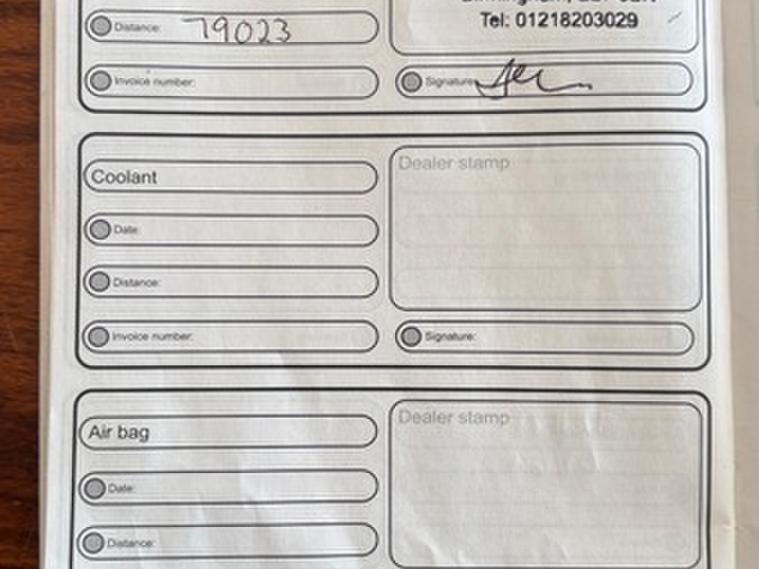 Distance: 79023
Tel: 01218203029
Invoice number:
Signature:
Coolant
Dealer stamp
Date:
Distance:
Invoice number:
Signature:
Air bag
Dealer stamp
Date:
Distance: